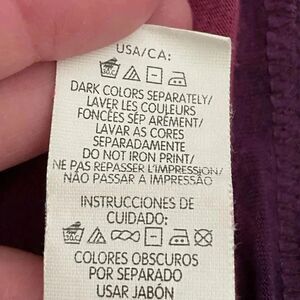 USA/CA:
DARK COLORS SEPARATELY/
LAVER LES COULEURS
FONCÉES SÉP ARÉMENT/
LAVAR AS CORES
SEPARADAMENTE
DO NOT IRON PRINT/
NE PAS REPASSER L'IMPRESSION/
NÃO PASSAR À IMPRESSÃO
INSTRUCCIONES DE
CUIDADO:
COLORES OBSCUROS
POR SEPARADO
USAR JABÓN